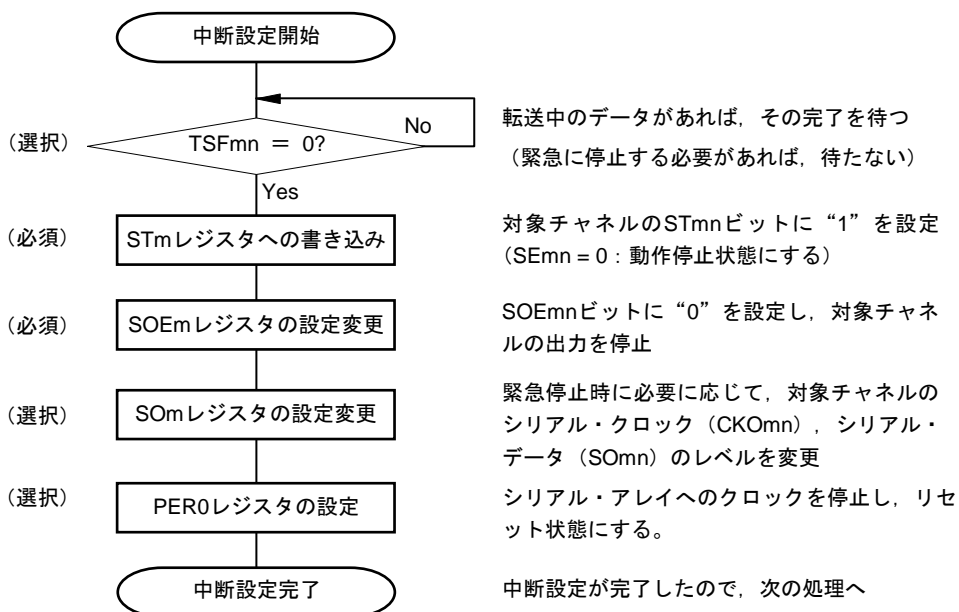 中断設定開始
(選択)
TSFmn = 0?
No
転送中のデータがあれば，その完了を待つ
（緊急に停止する必要があれば，待たない）
Yes
(必須)
STmレジスタへの書き込み
対象チャネルのSTmnビットに“1”を設定
（SEmn = 0：動作停止状態にする）
(必須)
SOEmレジスタの設定変更
SOEmnビットに“0”を設定し，対象チャネ
ルの出力を停止
(選択)
SOmレジスタの設定変更
緊急停止時に必要に応じて，対象チャネルの
シリアル・クロック（CKOmn），シリアル・
データ（SOmn）のレベルを変更
(選択)
PER0レジスタの設定
シリアル・アレイへのクロックを停止し，リセ
ット状態にする。
中断設定完了
中断設定が完了したので，次の処理へ